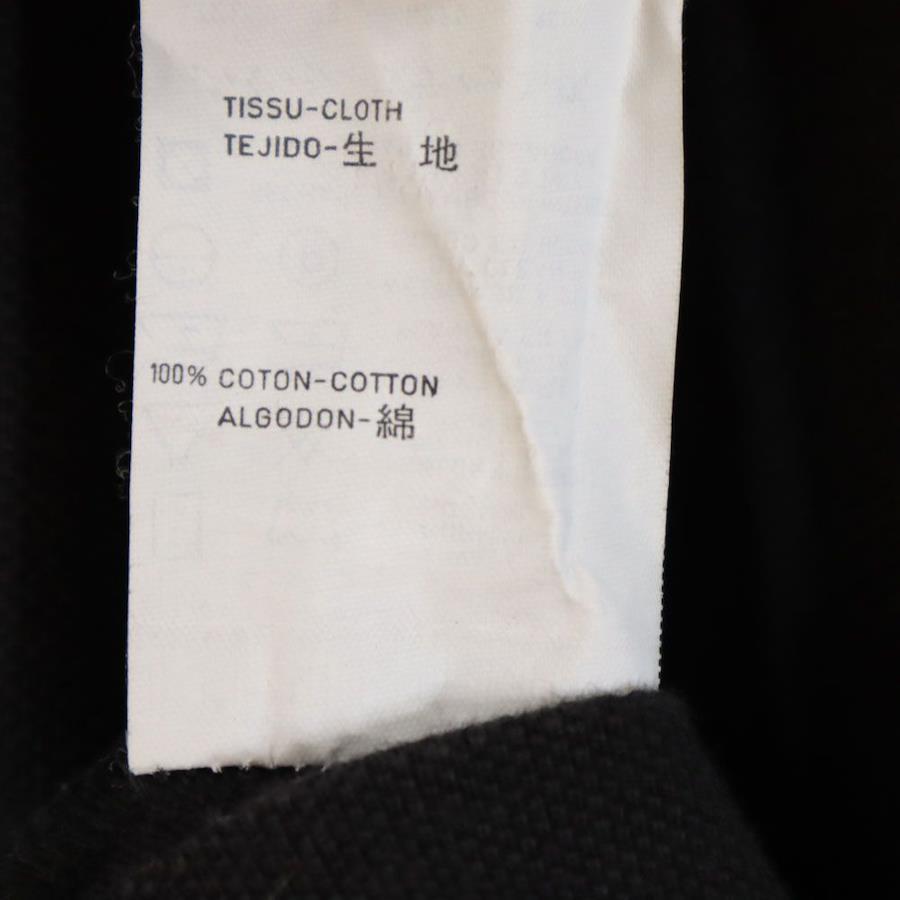 TISSU-CLOTH
TEJIDO-生 地
100% COTON-COTTON
ALGODON-綿